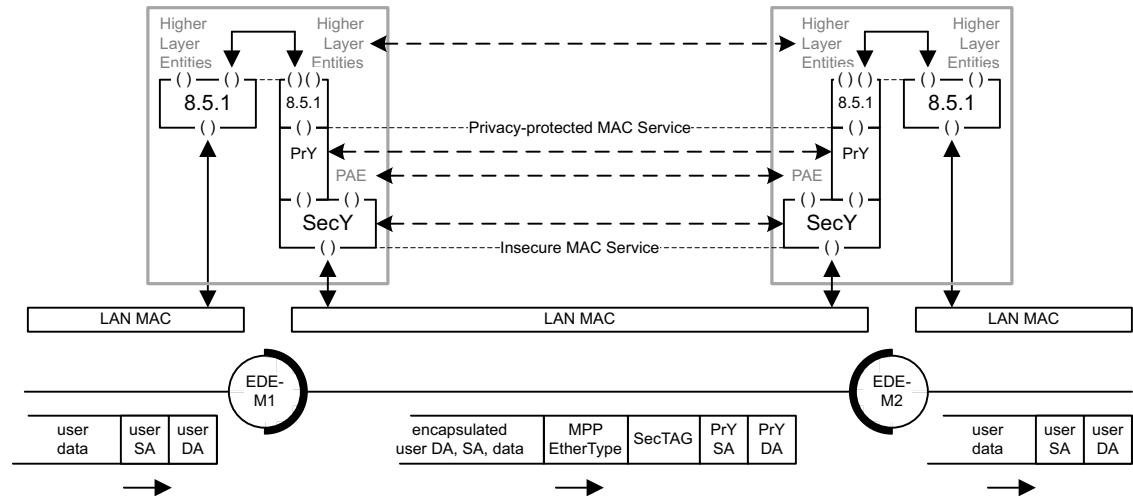 Higher
Layer
Entities
Higher
Layer
Entities
Higher
Layer
Entities
Higher
Layer
Entities
( ) ( )
( ) ( )
( ) ( )
( ) ( )
8.5.1
8.5.1
8.5.1
8.5.1
( )
( )
Privacy-protected MAC Service
( )
( )
PrY
PrY
PAE
PAE
( ) ( )
( ) ( )
SecY
SecY
( )
Insecure MAC Service
( )
LAN MAC
LAN MAC
LAN MAC
EDE-
M1
EDE-
M2
user
data
user
SA
user
DA
encapsulated
user DA, SA, data
MPP
EtherType
SecTAG
PrY
SA
PrY
DA
user
data
user
SA
user
DA